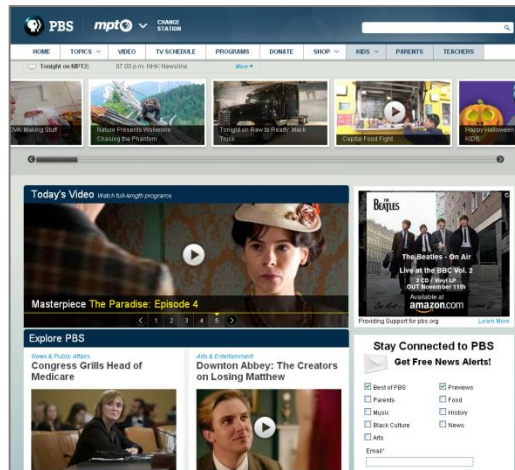 PBS mpt CHANGE STATION
HOME TOPICS VIDEO TV SCHEDULE PROGRAMS DONATE SHOP KIDS PARENTS TEACHERS
Tonight on MPT2: 07:00 p.m. NHK Newsline More
OVA: Making Stuff
Nature Presents Wolverine:
Chasing the Phantom
Tonight on Raw to Ready: Mack
Truck
Capital Food Fight
Happy Halloween
KIDS
Today's Video Watch full-length programs
Masterpiece The Paradise: Episode 4
1 2 3 4 5
THE
BEATLES
The Beatles - On Air
Live at the BBC Vol. 2
2 CD / Vinyl LP
OUT November 11th
Available at
amazon.com
Providing Support for pbs.org Learn More
Explore PBS
News & Public Affairs
Congress Grills Head of
Medicare
Arts & Entertainment
Downton Abbey: The Creators
on Losing Matthew
Stay Connected to PBS
Get Free News Alerts!
Best of PBS Previews
Parents Food
Music History
Black Culture News
Arts
Email*